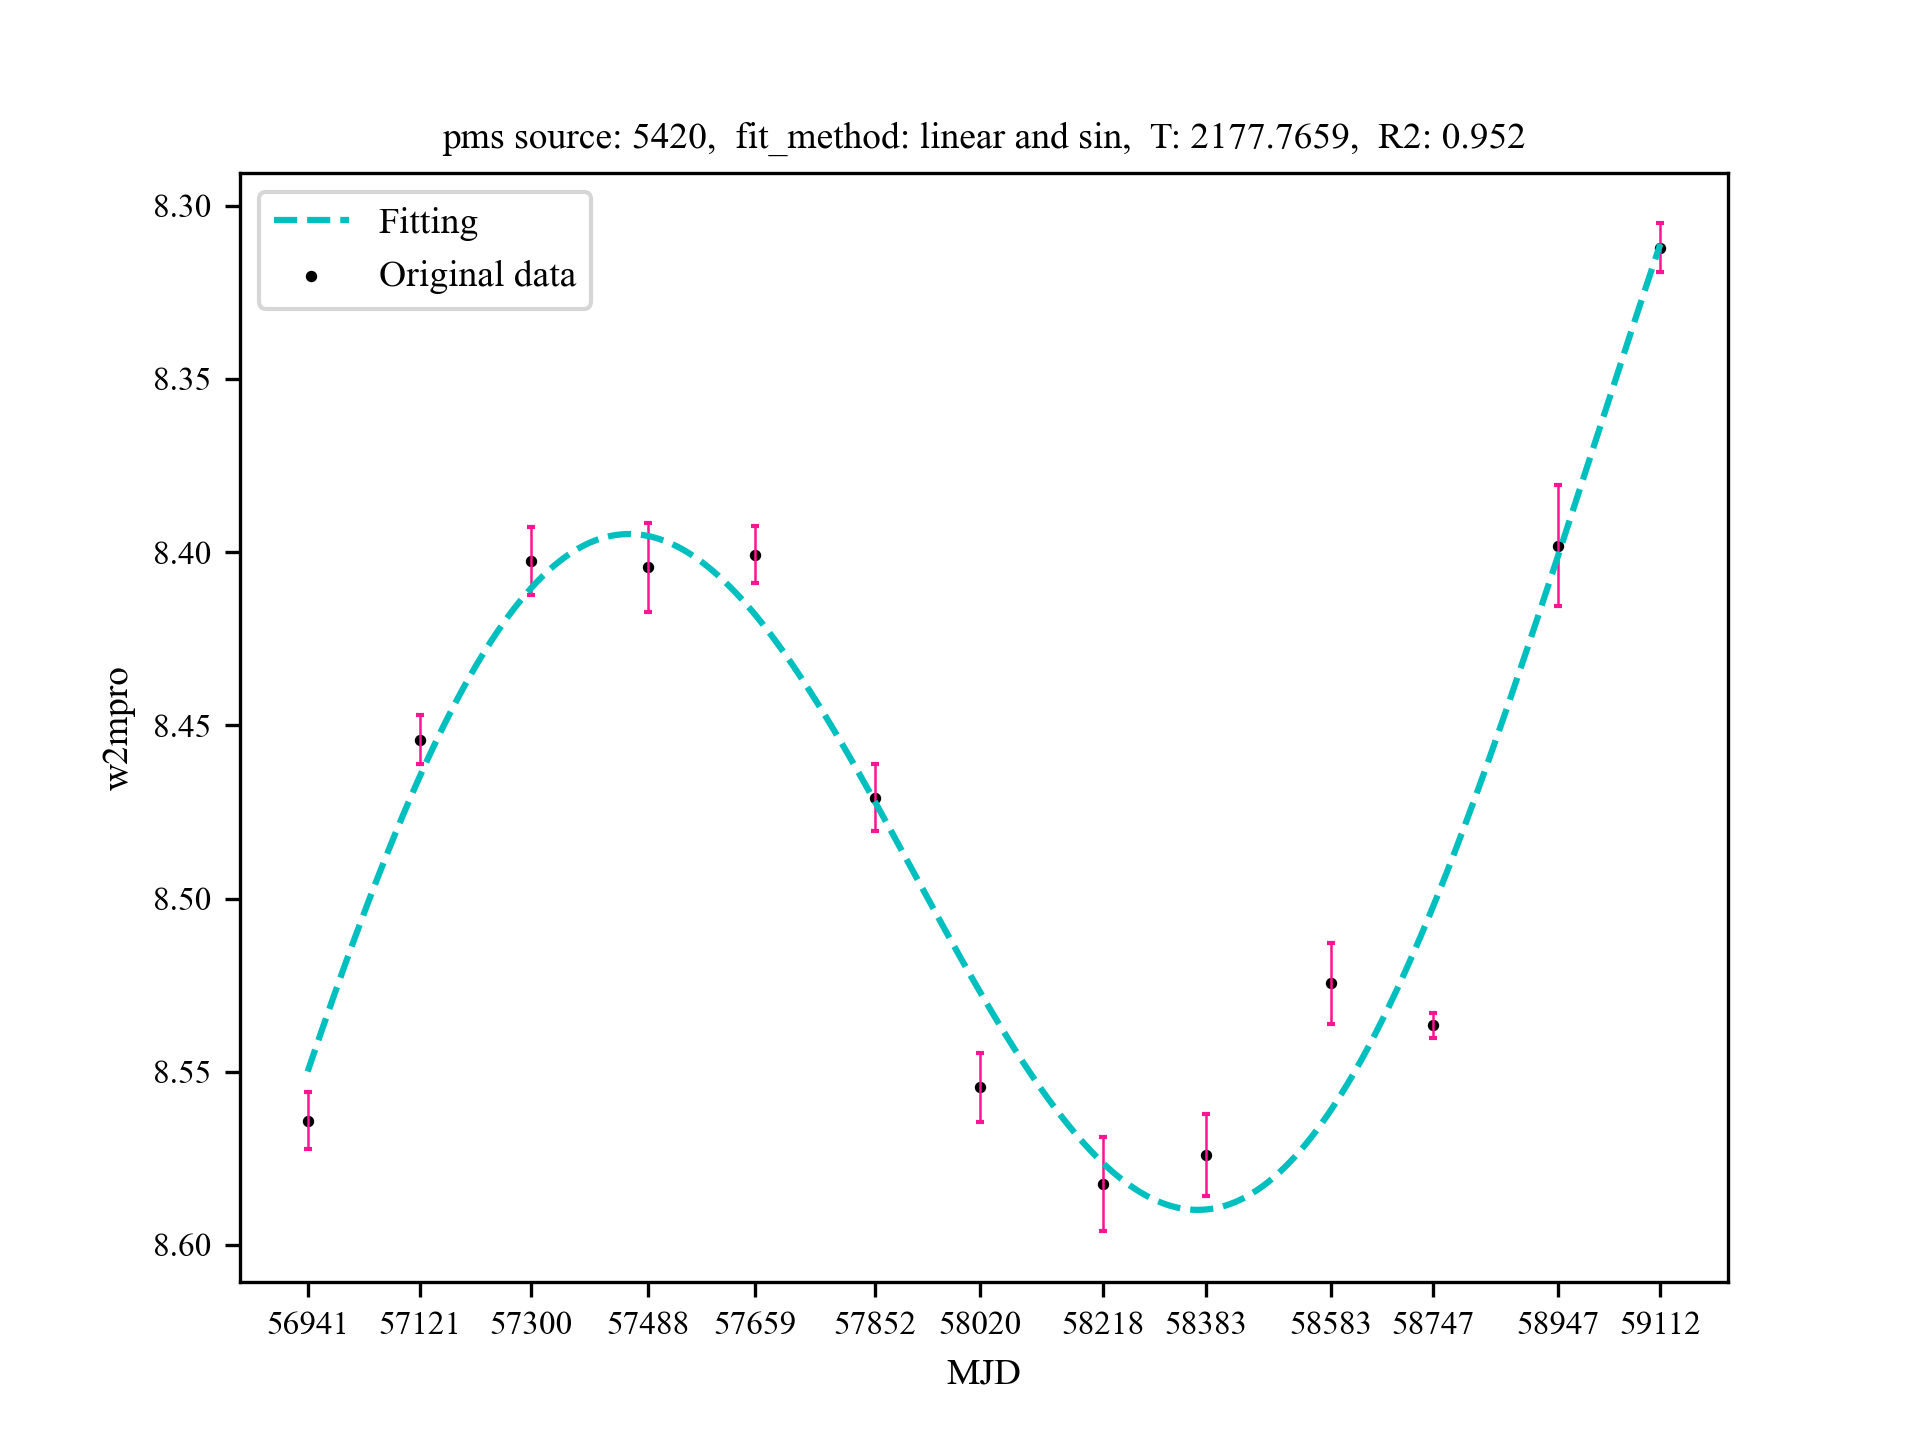 pms source: 5420,  fit_method: linear and sin,  T: 2177.7659,  R2: 0.952
Fitting
Original data
8.30
8.35
8.40
8.45
8.50
8.55
8.60
w2mpro
56941 57121 57300 57488 57659 57852 58020 58218 58383 58583 58747 58947 59112
MJD